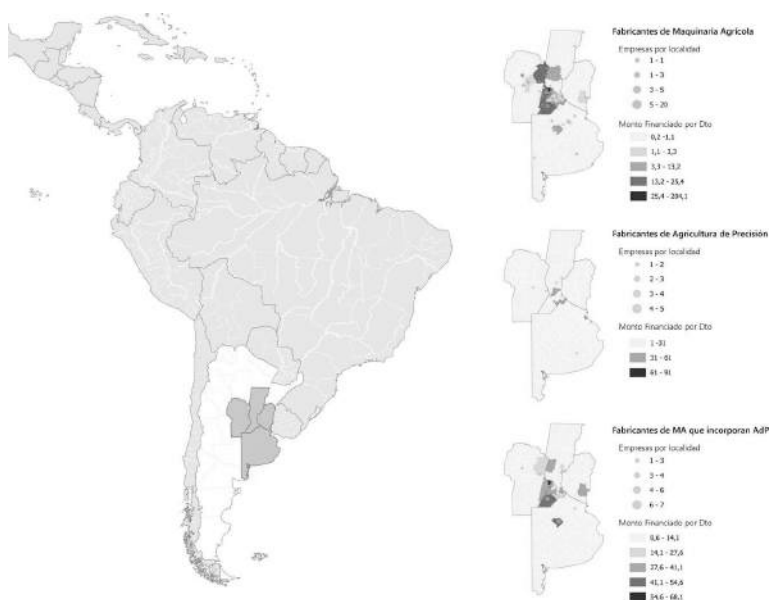 Fabricantes de Maquinaria Agrícola
Empresas por localidad
1 - 1
1 - 3
3 - 5
5 - 20
Monto Financiado por Dto
0,2 - 1,1
1,1 - 3,3
3,3 - 13,2
13,2 - 25,4
25,4 - 204,1
Fabricantes de Agricultura de Precisión
Empresas por localidad
1 - 2
2 - 3
3 - 4
4 - 5
Monto Financiado por Dto
1 - 31
31 - 61
61 - 91
Fabricantes de MA que incorporan AdP
Empresas por localidad
1 - 3
3 - 4
4 - 6
6 - 7
Monto Financiado por Dto
0,6 - 14,1
14,1 - 27,6
27,6 - 41,1
41,1 - 54,6
54,6 - 68,1